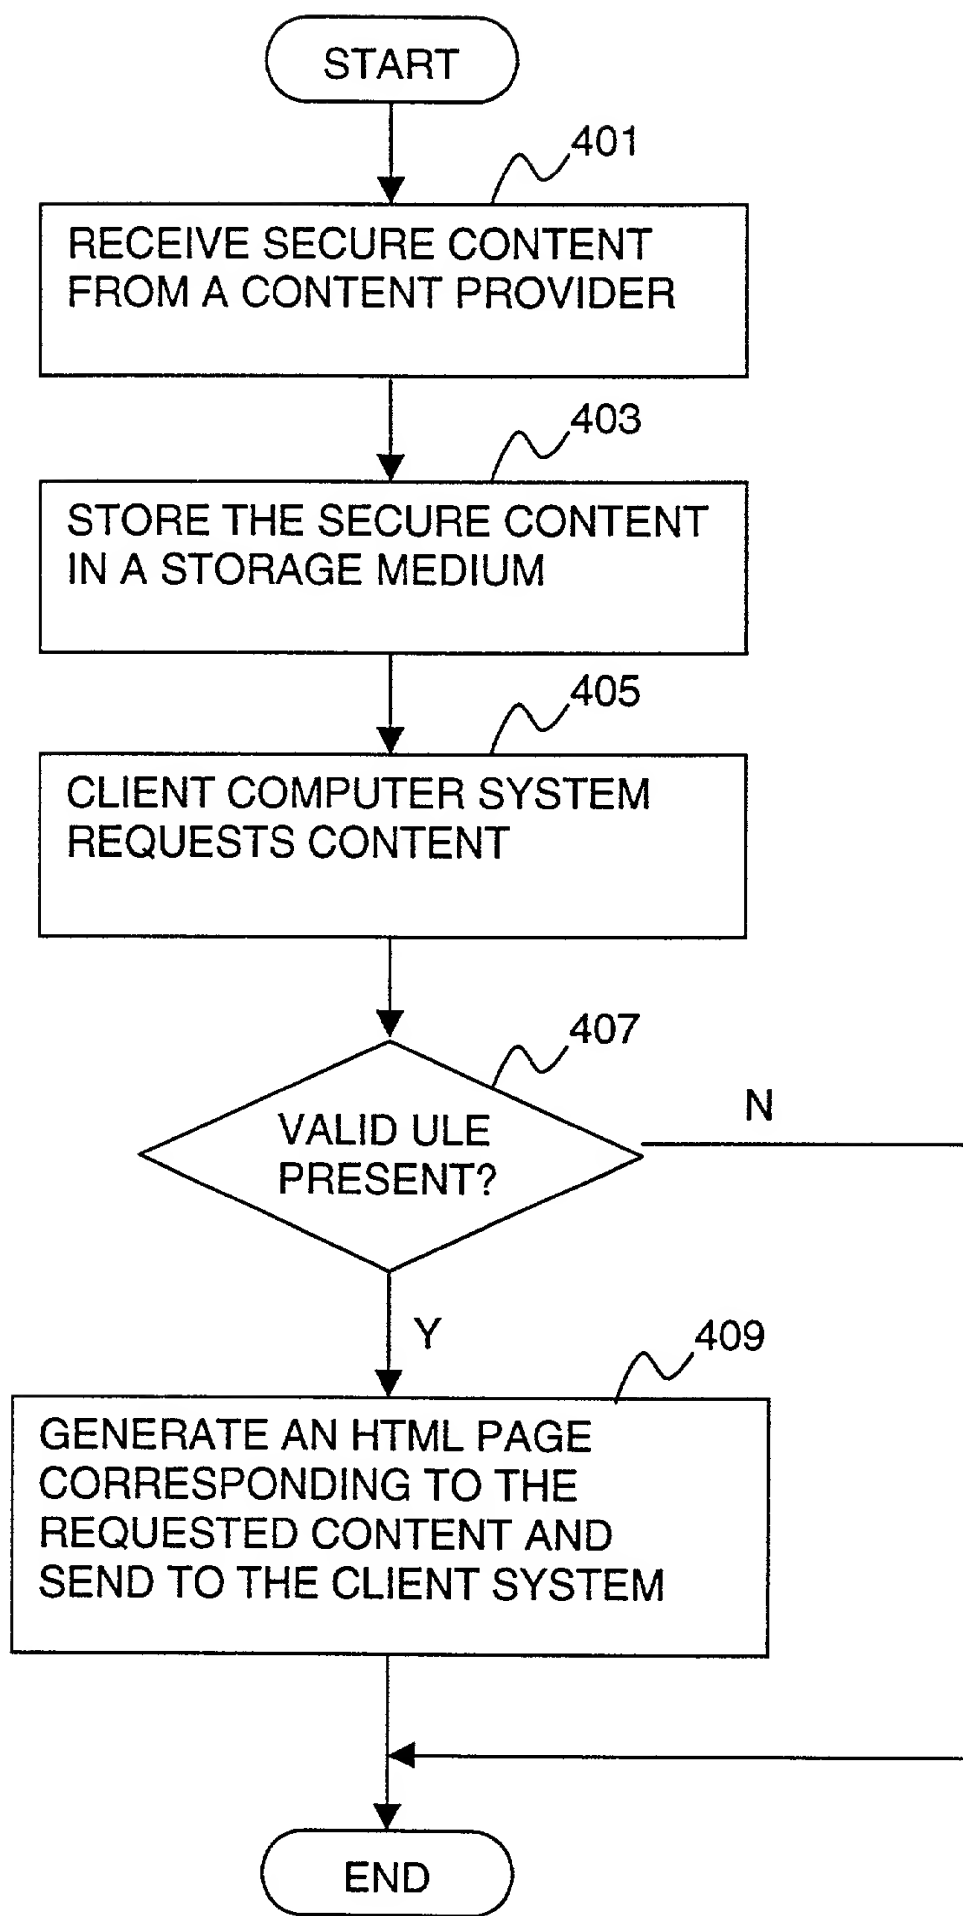 START
401
RECEIVE SECURE CONTENT
FROM A CONTENT PROVIDER
403
STORE THE SECURE CONTENT
IN A STORAGE MEDIUM
405
CLIENT COMPUTER SYSTEM
REQUESTS CONTENT
407
VALID ULE
PRESENT?
N
Y
409
GENERATE AN HTML PAGE
CORRESPONDING TO THE
REQUESTED CONTENT AND
SEND TO THE CLIENT SYSTEM
END